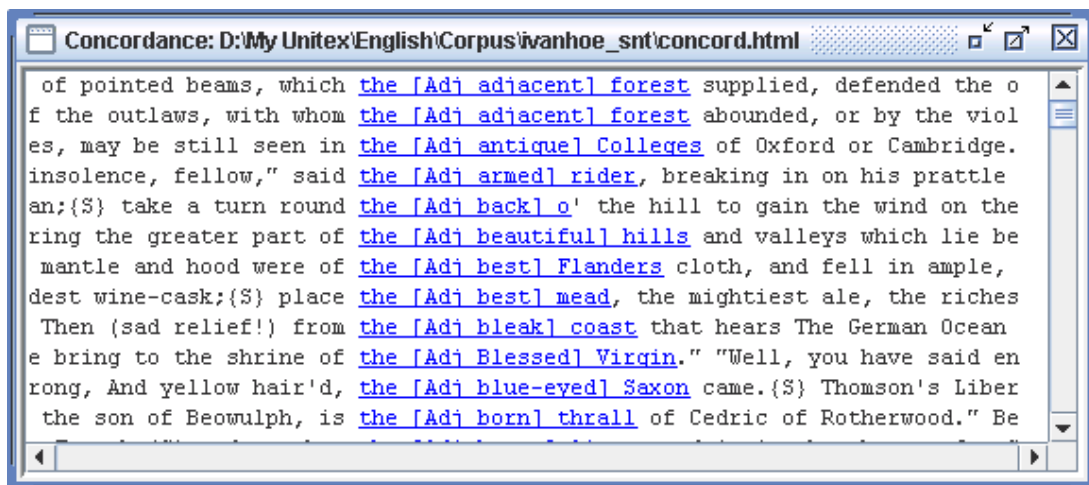 Concordance: D:\My Unitex\English\Corpus\ivanhoe_snt\concord.html
of pointed beams, which the [Adj adjacent] forest supplied, defended the o
f the outlaws, with whom the [Adj adjacent] forest abounded, or by the viol
es, may be still seen in the [Adj antique] Colleges of Oxford or Cambridge.
insolence, fellow," said the [Adj armed] rider, breaking in on his prattle
an;{S} take a turn round the [Adj back] o' the hill to gain the wind on the
ring the greater part of the [Adj beautiful] hills and valleys which lie be
mantle and hood were of the [Adj best] Flanders cloth, and fell in ample,
dest wine-cask;{S} place the [Adj best] mead, the mightiest ale, the riches
Then (sad relief!) from the [Adj bleak] coast that hears The German Ocean
e bring to the shrine of the [Adj Blessed] Virgin." "Well, you have said en
rong, And yellow hair'd, the [Adj blue-eyed] Saxon came.{S} Thomson's Liber
the son of Beowulph, is the [Adj born] thrall of Cedric of Rotherwood." Be